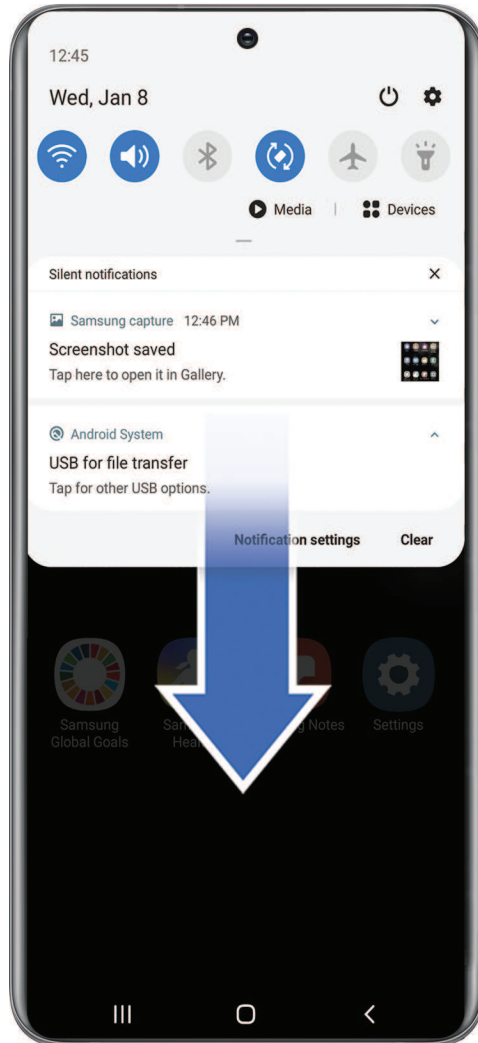 12:45
Wed, Jan 8
Media
Devices
Silent notifications
Samsung capture 12:46 PM
Screenshot saved
Tap here to open it in Gallery.
Android System
USB for file transfer
Tap for other USB options.
Notification settings Clear
Samsung
Global Goals
Notes
Settings